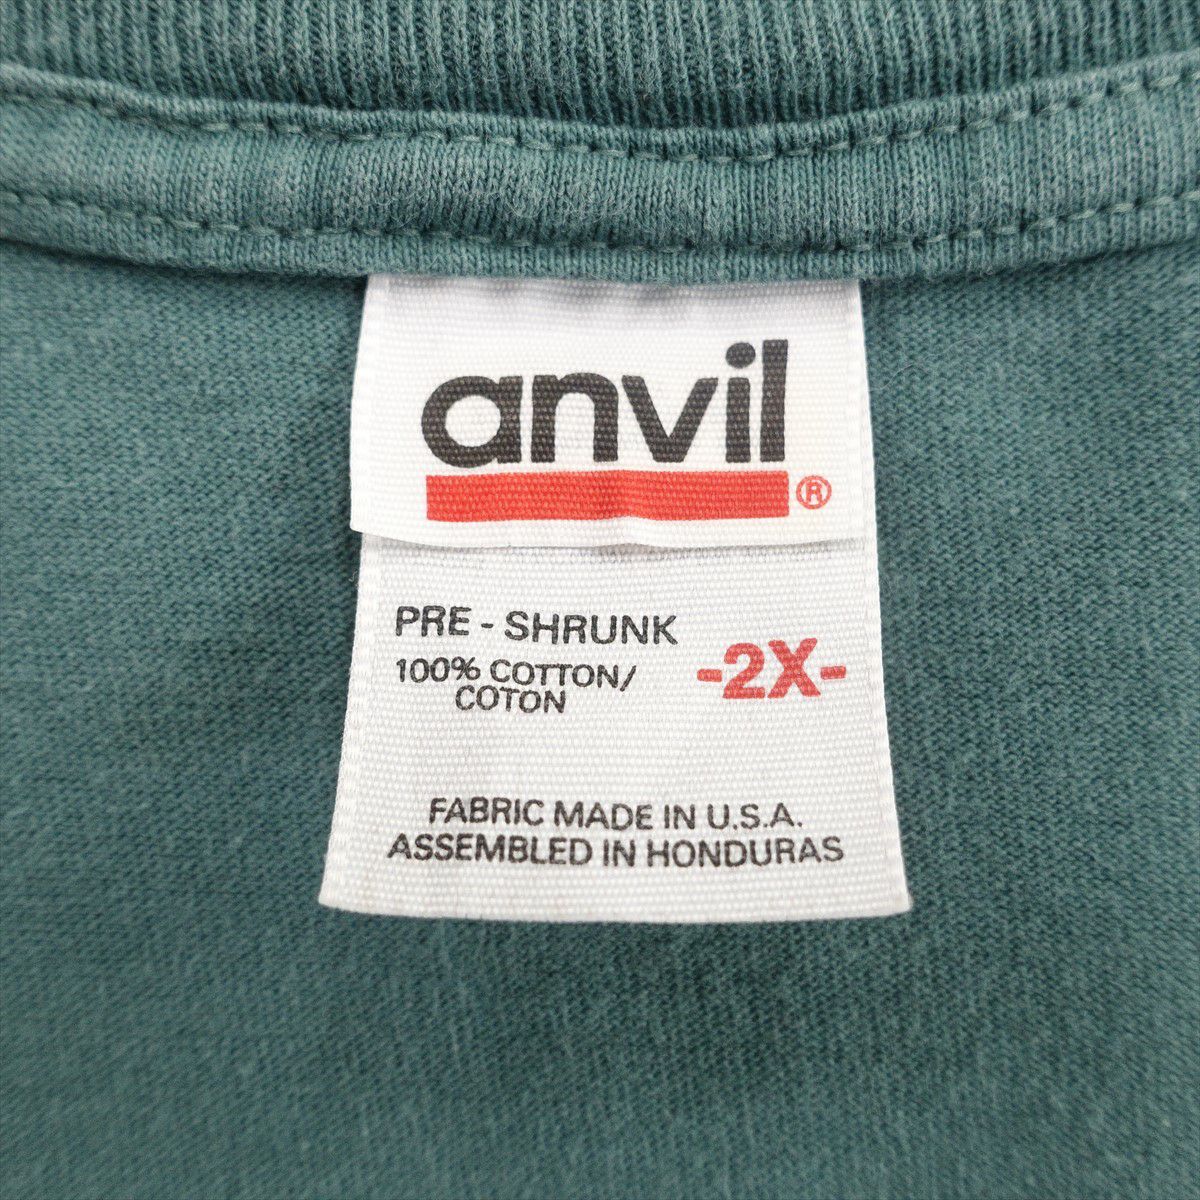 anvil
®
PRE - SHRUNK
100% COTTON/
COTON
-2X-
FABRIC MADE IN U.S.A.
ASSEMBLED IN HONDURAS